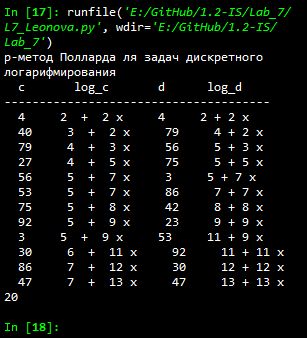 In [17]: runfile('E:/GitHub/1.2-IS/Lab_7/
L7_Leonova.py', wdir='E:/GitHub/1.2-IS/
Lab_7')
р-метод Полларда ля задач дискретного
логарифмирования
c log_c d log_d
----------------------------------------
4 2 + 2 x 4 2 + 2 x
40 3 + 2 x 79 4 + 3 x
79 4 + 3 x 56 5 + 3 x
27 4 + 5 x 75 5 + 5 x
56 5 + 7 x 3 5 + 7 x
53 5 + 7 x 86 7 + 7 x
75 5 + 8 x 42 8 + 8 x
92 5 + 9 x 23 9 + 9 x
3 5 + 9 x 53 11 + 9 x
30 6 + 11 x 92 11 + 11 x
86 7 + 12 x 30 12 + 11 x
47 7 + 13 x 47 13 + 13 x
20
In [18]: